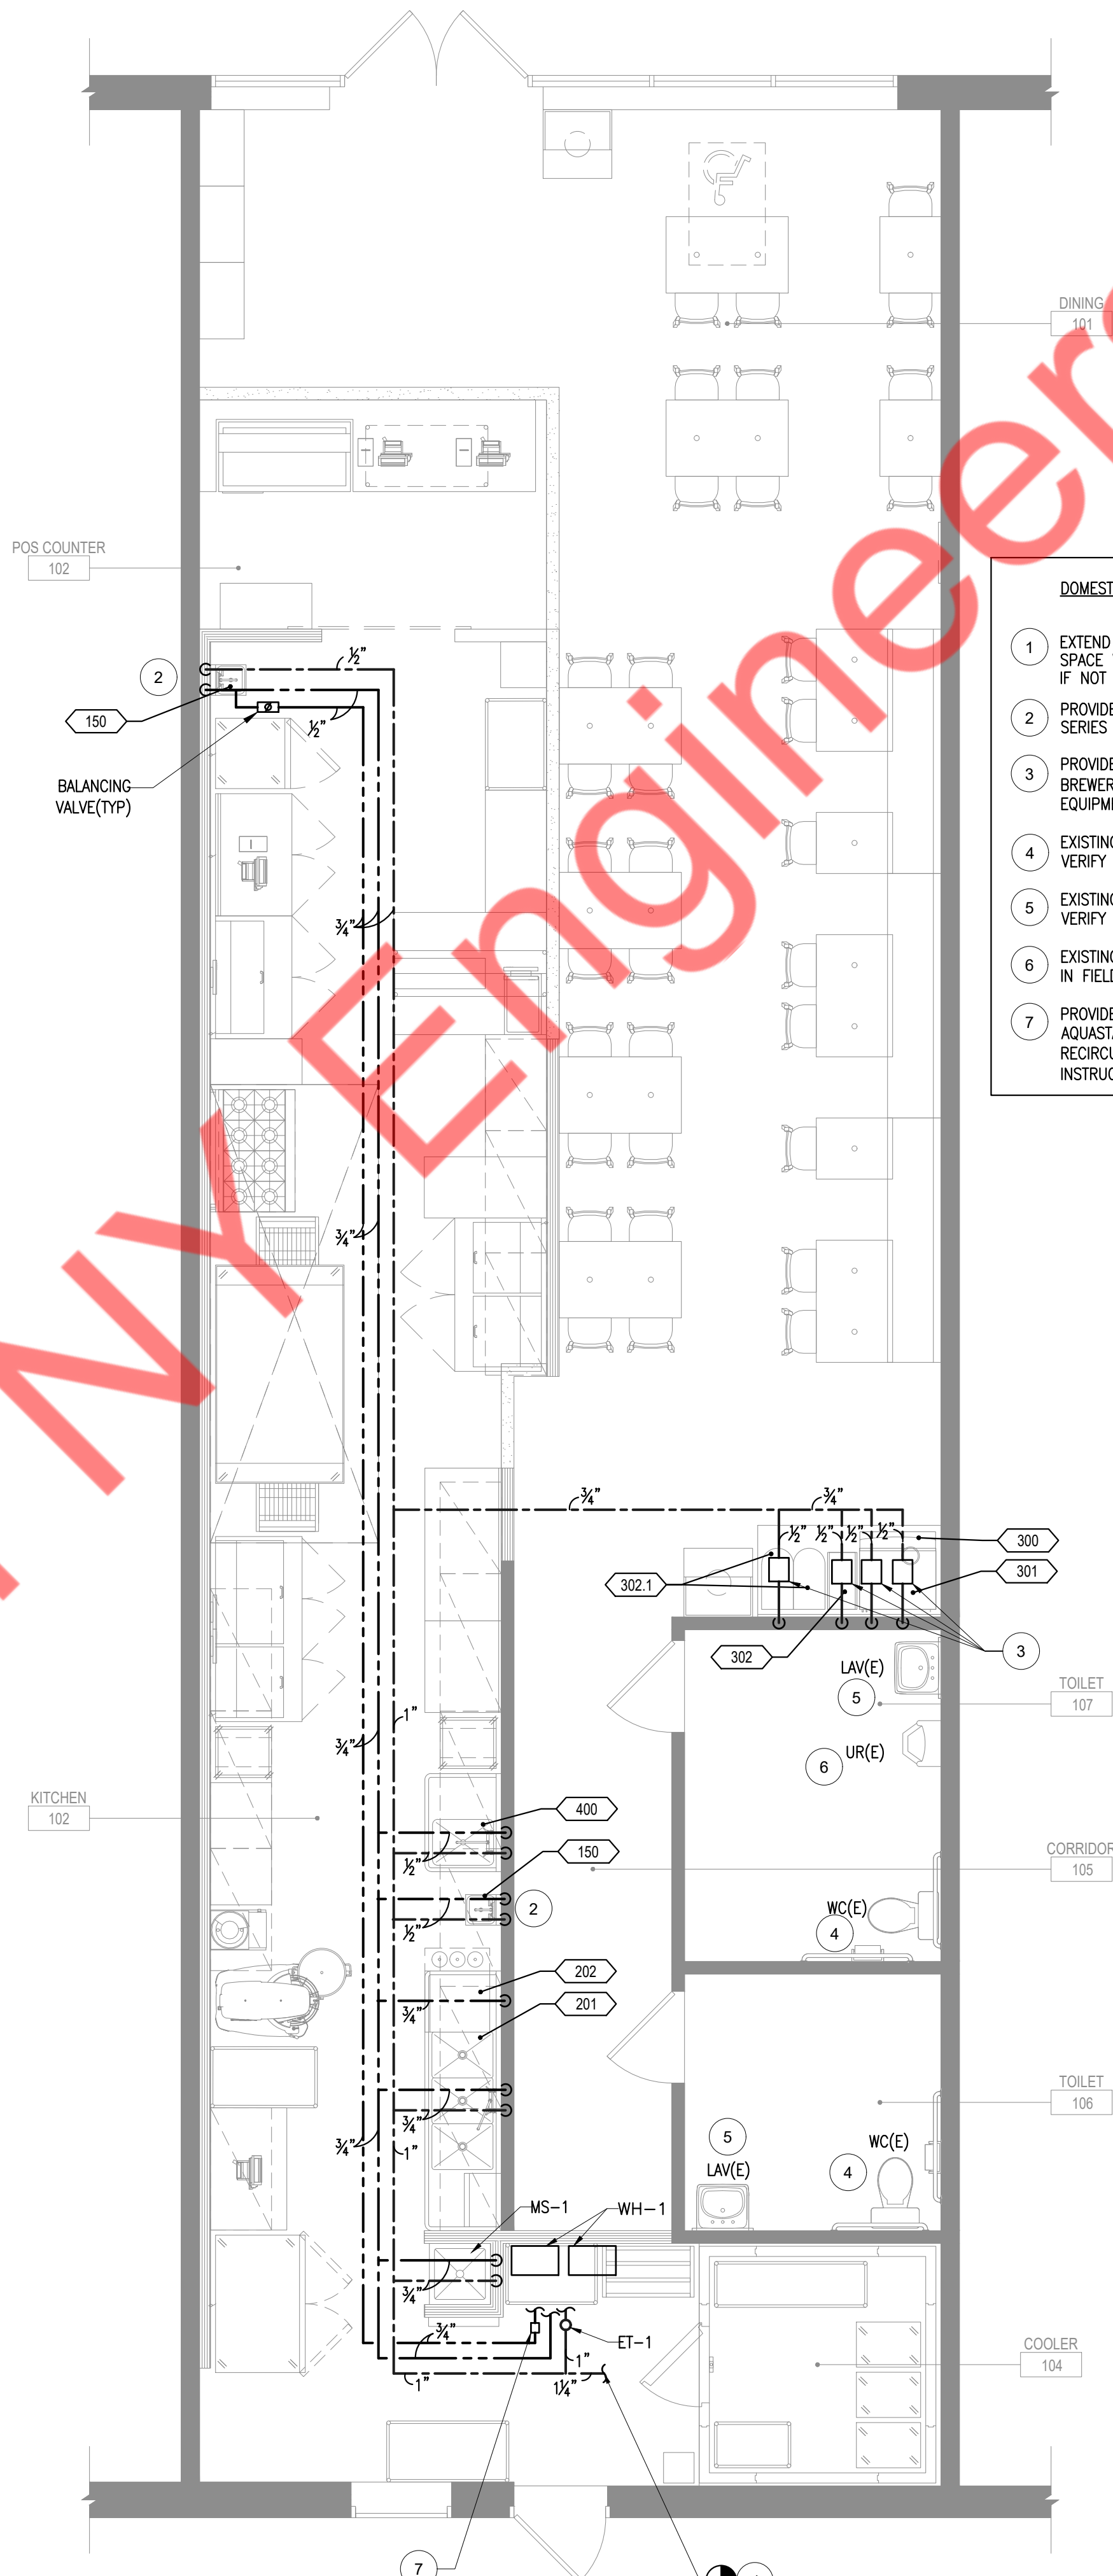 DINING
101
POS COUNTER
102
DOMEST
1
EXTEND
SPACE
IF NOT
2
PROVIDE
SERIES
3
PROVIDE
BREWER
EQUIPME
4
EXISTING
VERIFY
5
EXISTING
VERIFY
6
EXISTING
IN FIELD
7
PROVIDE
AQUASTA
RECIRCU
INSTRUC
2
½"
150
½"
BALANCING
VALVE(TYP)
¾"
¾"
¾"
¾"
½"
½"
½"
½"
300
301
302.1
302
3
LAV(E)
5
TOILET
107
1"
¾"
6
UR(E)
KITCHEN
102
400
½"
150
CORRIDOR
105
½"
2
WC(E)
4
202
¾"
201
¾"
¾"
1"
TOILET
106
5
LAV(E)
WC(E)
4
MS-1
WH-1
¾"
¾"
ET-1
1"
1"
1¼"
COOLER
104
7
NY Engineer